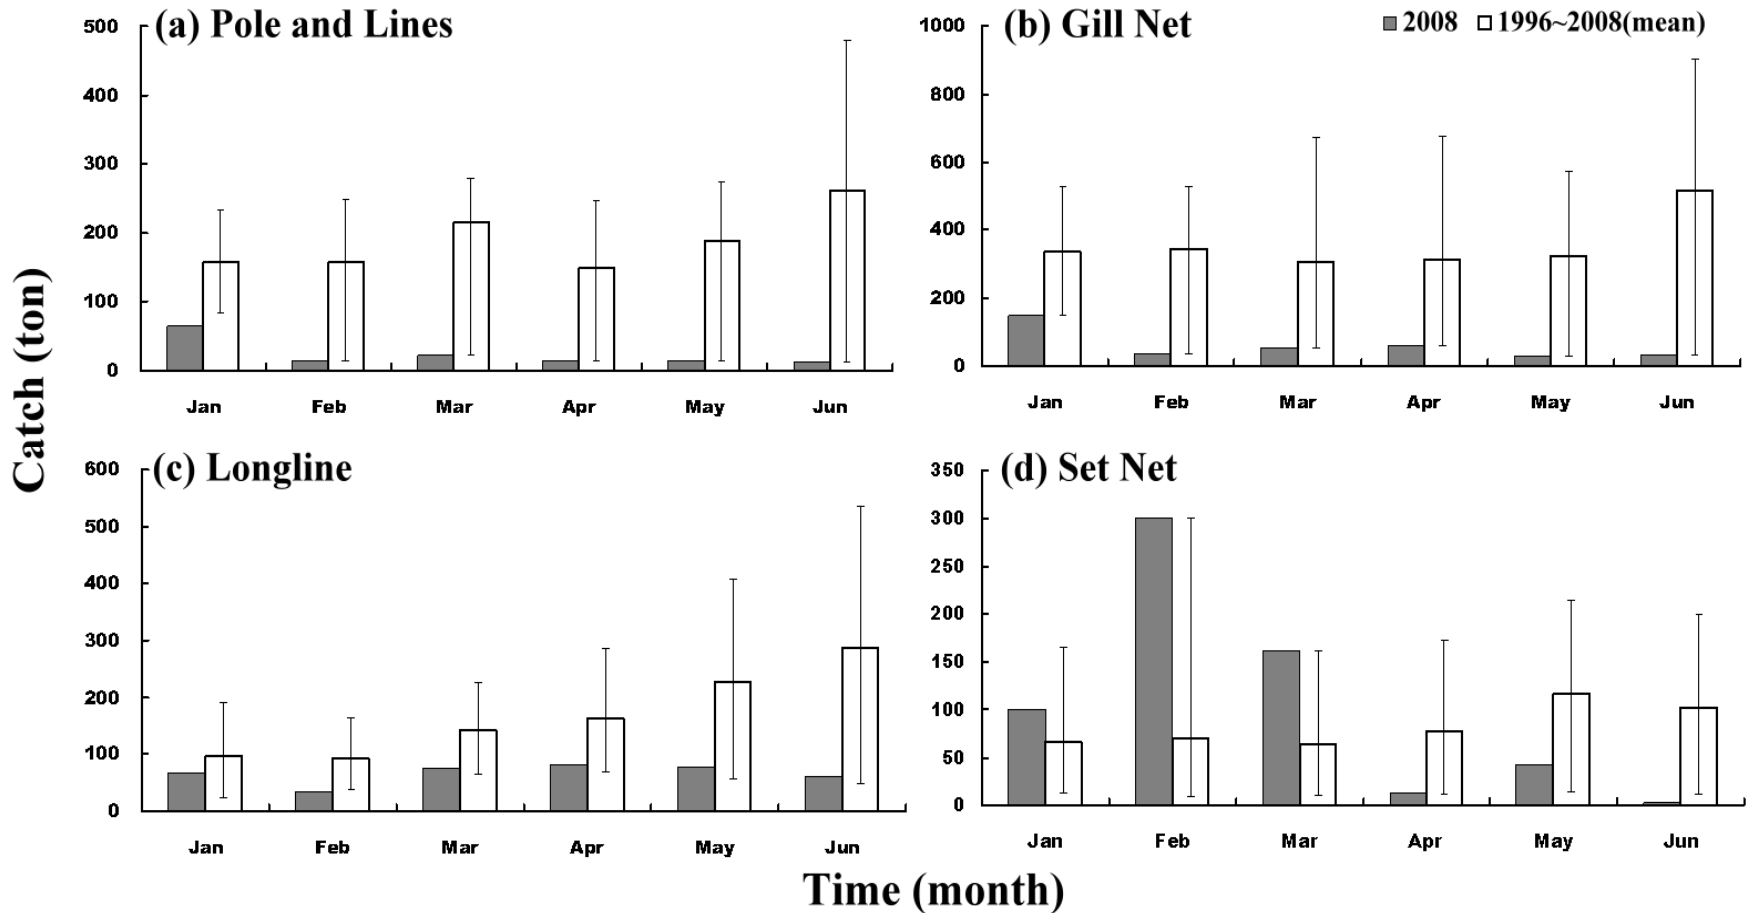 (a) Pole and Lines
500
400
300
200
100
0
Jan Feb Mar Apr May Jun
(b) Gill Net
2008 1996~2008(mean)
1000
800
600
400
200
0
Jan Feb Mar Apr May Jun
Catch (ton)
(c) Longline
600
500
400
300
200
100
0
Jan Feb Mar Apr May Jun
(d) Set Net
350
300
250
200
150
100
50
0
Jan Feb Mar Apr May Jun
Time (month)